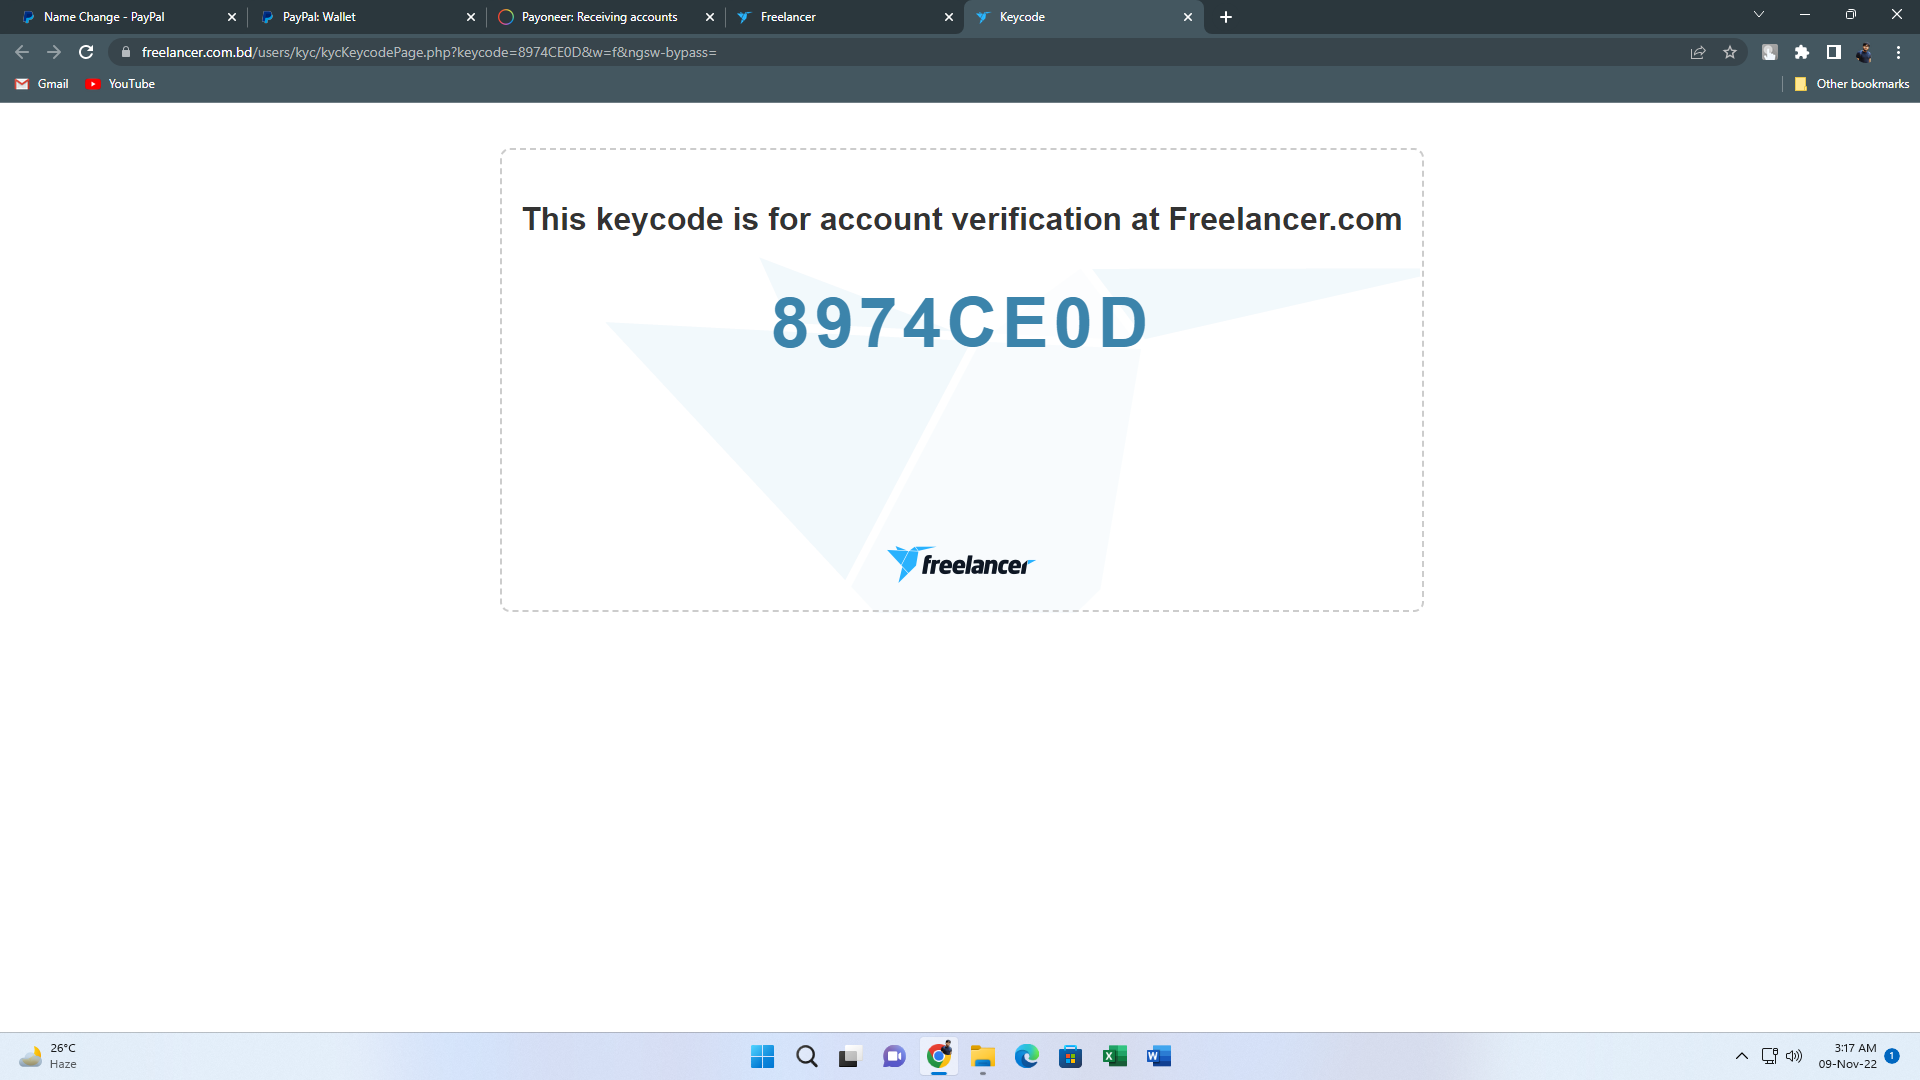 Name Change - PayPal
PayPal: Wallet
Payoneer: Receiving accounts
Freelancer
Keycode
freelancer.com.bd/users/kyc/kycKeycodePage.php?keycode=8974CE0D&w=f&ngsw-bypass=
Gmail
YouTube
Other bookmarks
This keycode is for account verification at Freelancer.com
8974CE0D
freelancer
26°C
Haze
3:17 AM
09-Nov-22
1